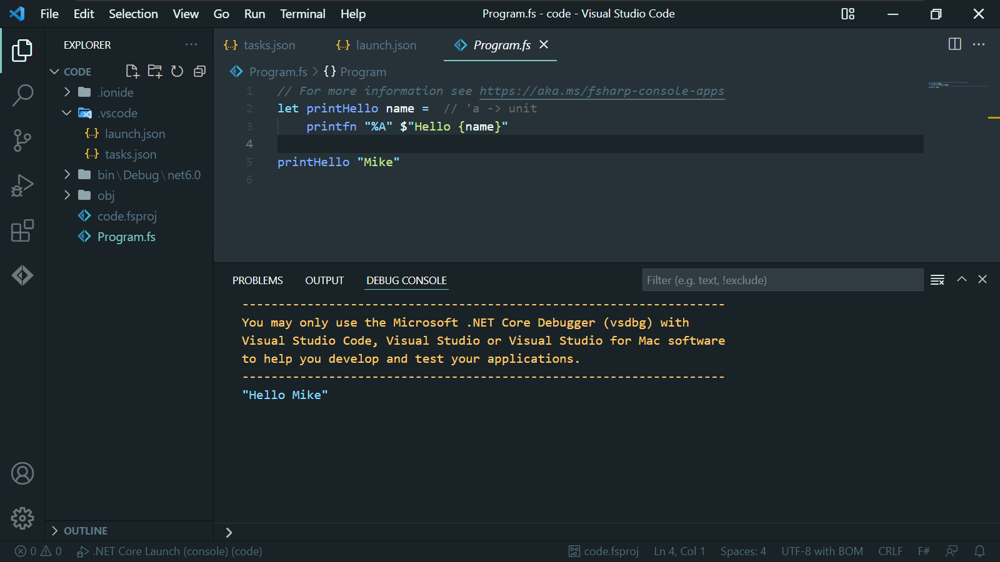 File Edit Selection View Go Run Terminal Help Program.fs - code - Visual Studio Code
EXPLORER
CODE
.ionide
.vscode
launch.json
tasks.json
bin\Debug\net6.0
obj
code.fsproj
Program.fs
OUTLINE
tasks.json launch.json Program.fs
Program.fs > {} Program
1 // For more information see https://aka.ms/fsharp-console-apps
2 let printHello name = // 'a -> unit
3 printfn "%A" $"Hello {name}"
4
5 printHello "Mike"
6
PROBLEMS OUTPUT DEBUG CONSOLE Filter (e.g. text, !exclude)
-------------------------------------------------------------------
You may only use the Microsoft .NET Core Debugger (vsdbg) with
Visual Studio Code, Visual Studio or Visual Studio for Mac software
to help you develop and test your applications.
-------------------------------------------------------------------
"Hello Mike"
0 0 .NET Core Launch (console) (code) code.fsproj Ln 4, Col 1 Spaces: 4 UTF-8 with BOM CRLF F#